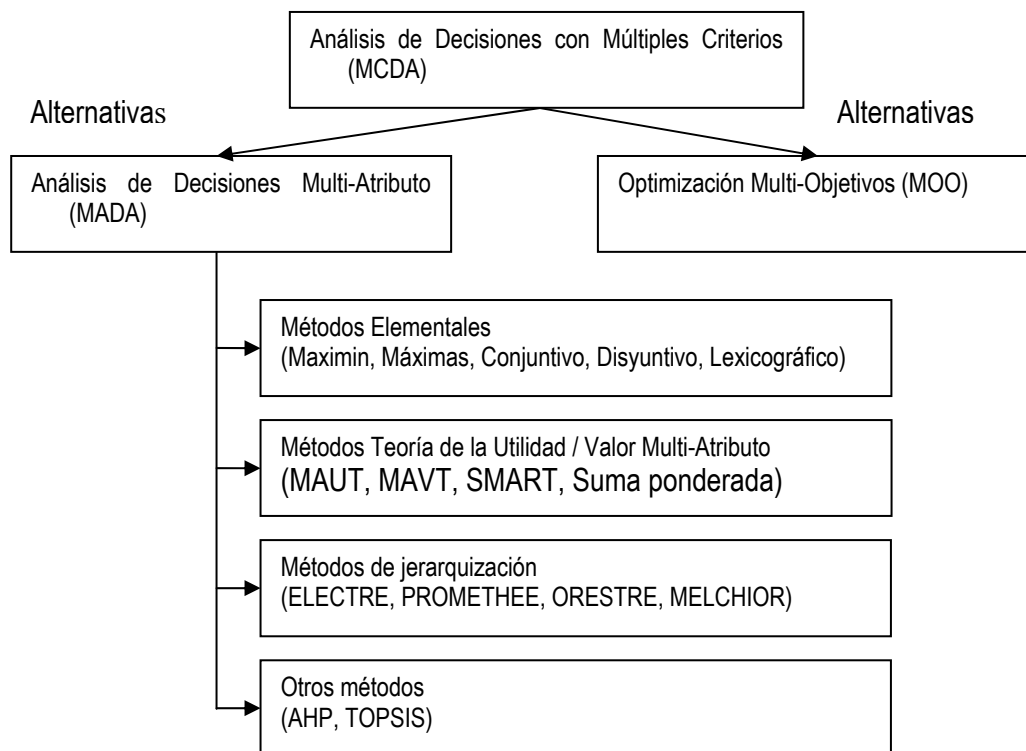 Análisis de Decisiones con Múltiples Criterios
(MCDA)
Alternativas
Alternativas
Análisis de Decisiones Multi-Atributo
(MADA)
Optimización Multi-Objetivos (MOO)
Métodos Elementales
(Maximin, Máximas, Conjuntivo, Disyuntivo, Lexicográfico)
Métodos Teoría de la Utilidad / Valor Multi-Atributo
(MAUT, MAVT, SMART, Suma ponderada)
Métodos de jerarquización
(ELECTRE, PROMETHEE, ORESTRE, MELCHIOR)
Otros métodos
(AHP, TOPSIS)